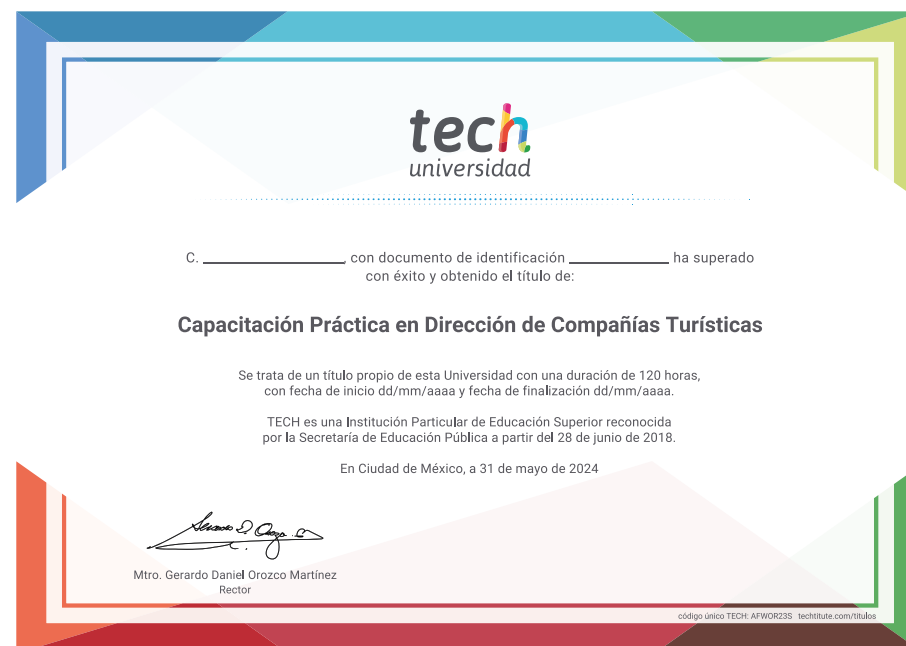 tech
universidad
C. ____________________, con documento de identificación ______________ ha superado
con éxito y obtenido el título de:
Capacitación Práctica en Dirección de Compañías Turísticas
Se trata de un título propio de esta Universidad con una duración de 120 horas,
con fecha de inicio dd/mm/aaaa y fecha de finalización dd/mm/aaaa.
TECH es una Institución Particular de Educación Superior reconocida
por la Secretaría de Educación Pública a partir del 28 de junio de 2018.
En Ciudad de México, a 31 de mayo de 2024
Mtro. Gerardo Daniel Orozco Martínez
Rector
código único TECH: AFWOR23S techtitute.com/titulos